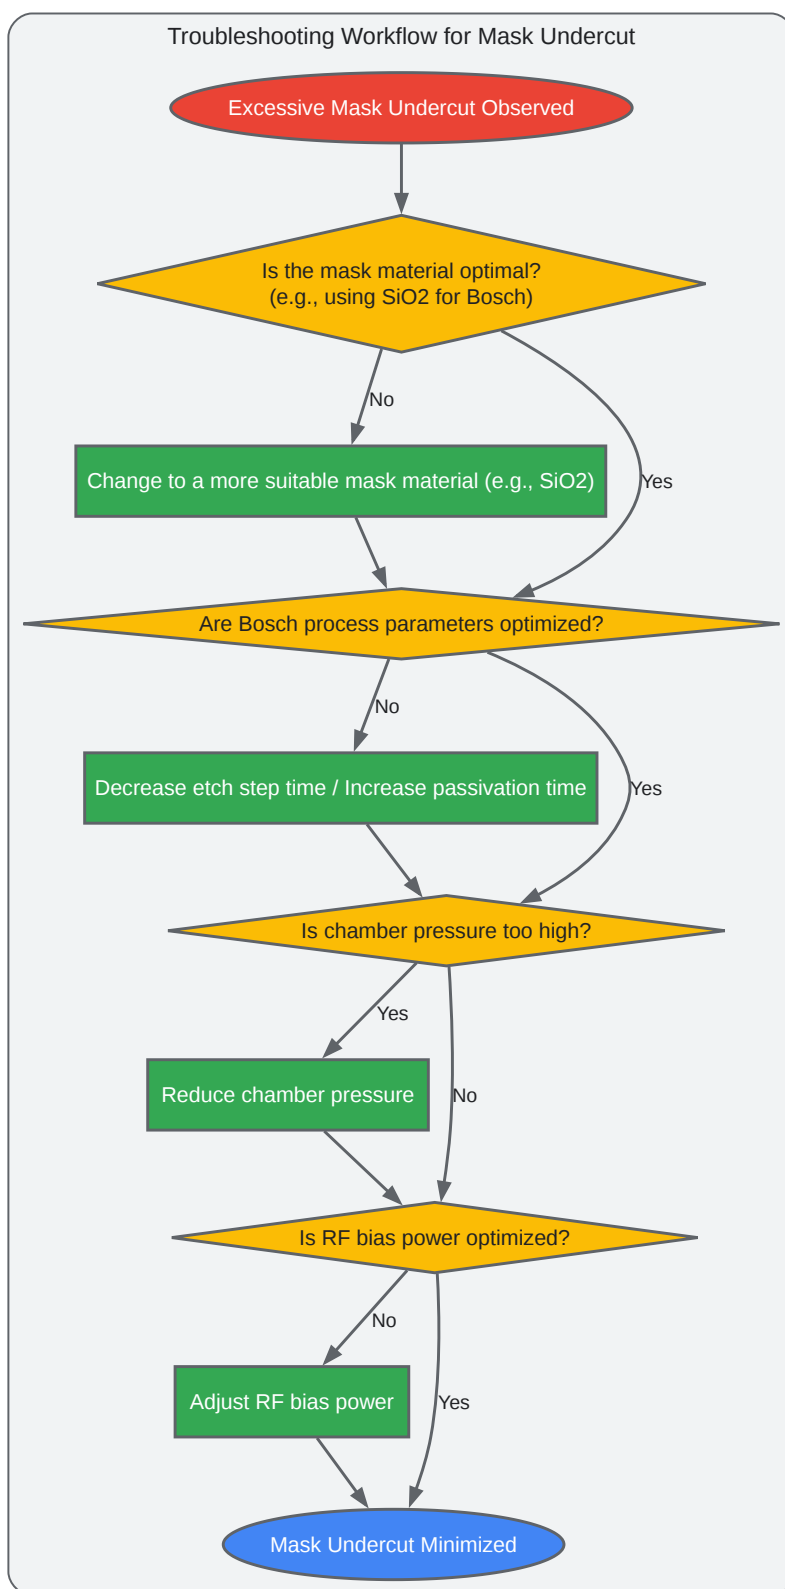 Troubleshooting Workflow for Mask Undercut
Excessive Mask Undercut Observed
Is the mask material optimal?
(e.g., using SiO2 for Bosch)
No
Change to a more suitable mask material (e.g., SiO2)
Yes
Are Bosch process parameters optimized?
No
Decrease etch step time / Increase passivation time
Yes
Is chamber pressure too high?
Yes
Reduce chamber pressure
No
Is RF bias power optimized?
No
Adjust RF bias power
Yes
Mask Undercut Minimized